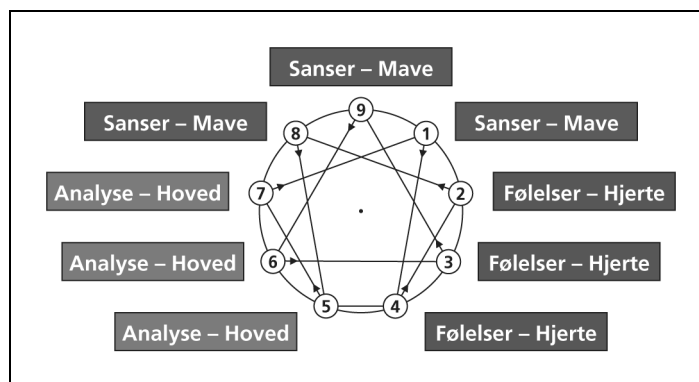 Sanser – Mave
Sanser – Mave
9
Sanser – Mave
8
1
Analyse – Hoved
7
2
Følelser – Hjerte
Analyse – Hoved
6
3
Følelser – Hjerte
Analyse – Hoved
5
4
Følelser – Hjerte